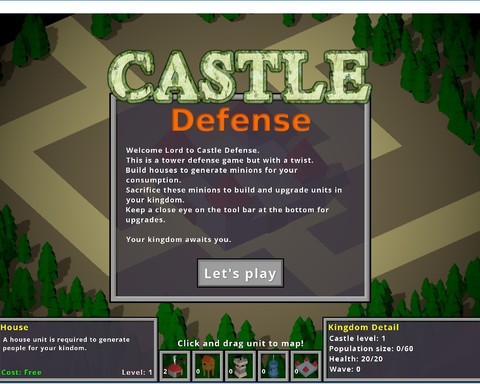 CASTLE
Defense
Welcome Lord to Castle Defense.
This is a tower defense game but with a twist.
Build houses to generate minions for your
consumption.
Sacrifice these minions to build and upgrade units in
your kingdom.
Keep a close eye on the tool bar at the bottom for
upgrades.
Your kingdom awaits you.
Let's play
House
A house unit is required to generate
people for your kindom.
Cost: Free
Level: 1
Click and drag unit to map!
2 0 0 0 0
Kingdom Detail
Castle level: 1
Population size: 0/60
Health: 20/20
Wave: 0